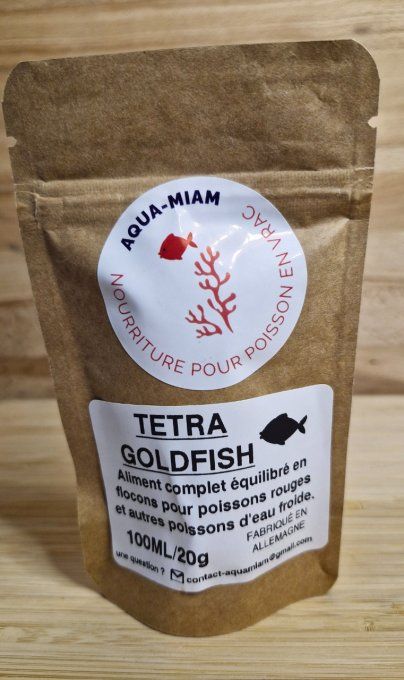 AQUA-MIAM
NOURRITURE POUR POISSON EN VRAC
TETRA
GOLDFISH
Aliment complet équilibré en
flocons pour poissons rouges
et autres poissons d'eau froide.
FABRIQUÉ EN
ALLEMAGNE
100ML/20g
une question ? contact-aquamiam@gmail.com